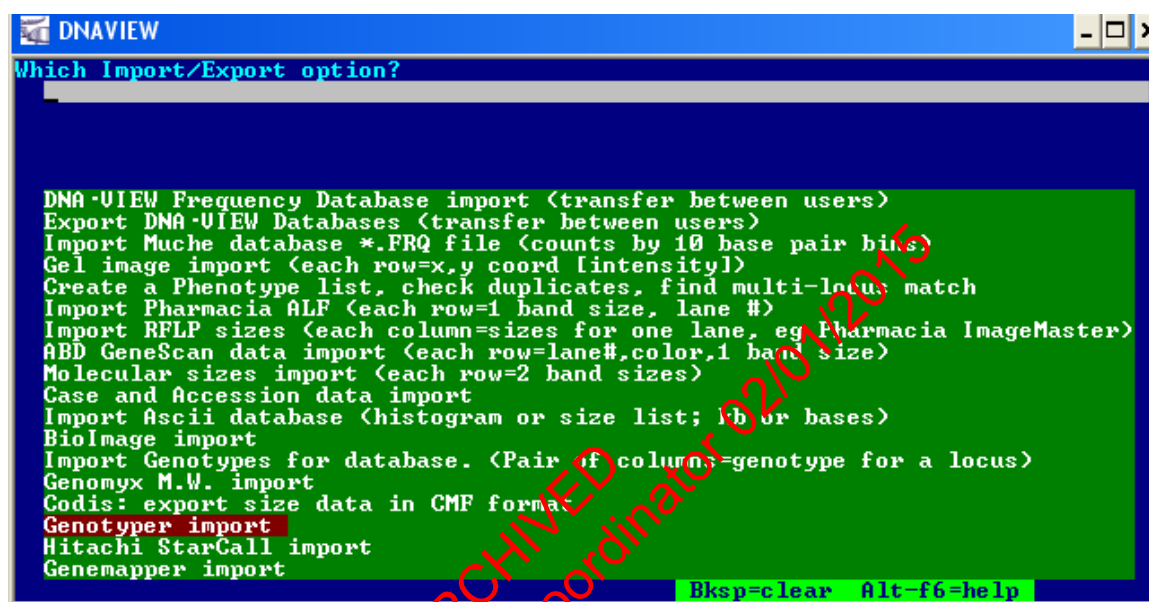 DNAVIEW
Which Import/Export option?
DNA·VIEW Frequency Database import (transfer between users)
Export DNA·VIEW Databases (transfer between users)
Import Muche database *.FRQ file (counts by 10 base pair bins)
Gel image import (each row=x,y coord [intensity])
Create a Phenotype list, check duplicates, find multi-locus match
Import Pharmacia ALF (each row=1 band size, lane #)
Import RFLP sizes (each column=sizes for one lane, eg Pharmacia ImageMaster)
ABD GeneScan data import (each row=lane#,color,1 band size)
Molecular sizes import (each row=2 band sizes)
Case and Accession data import
Import Ascii database (histogram or size list; kb or bases)
BioImage import
Import Genotypes for database. (Pair of columns=genotype for a locus)
Genomyx M.W. import
Codis: export size data in CMF format
Genotyper import
Hitachi StarCall import
Genemapper import
Bksp=clear Alt-f6=help
CHIVED
oordinator 02/01/2015